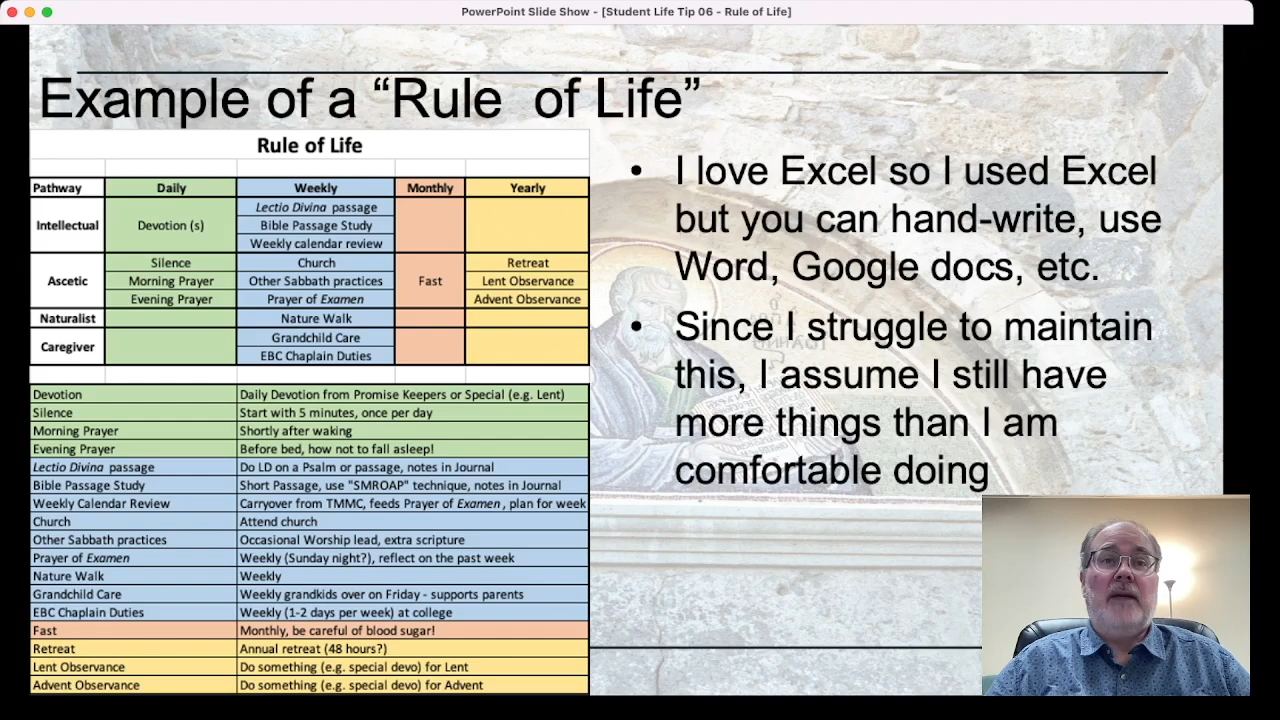 PowerPoint Slide Show - [Student Life Tip 06 - Rule of Life]
Example of a “Rule  of Life”
Rule of Life
Pathway Daily Weekly Monthly Yearly
Intellectual Devotion (s) Lectio Divina passage
Bible Passage Study
Weekly calendar review
Ascetic Silence Church Fast Retreat
Morning Prayer Other Sabbath practices Lent Observance
Evening Prayer Prayer of Examen Advent Observance
Naturalist Nature Walk
Caregiver Grandchild Care
EBC Chaplain Duties
Devotion Daily Devotion from Promise Keepers or Special (e.g. Lent)
Silence Start with 5 minutes, once per day
Morning Prayer Shortly after waking
Evening Prayer Before bed, how not to fall asleep!
Lectio Divina passage Do LD on a Psalm or passage, notes in Journal
Bible Passage Study Short Passage, use "SMROAP" technique, notes in Journal
Weekly Calendar Review Carryover from TMMC, feeds Prayer of Examen, plan for week
Church Attend church
Other Sabbath practices Occasional Worship lead, extra scripture
Prayer of Examen Weekly (Sunday night?), reflect on the past week
Nature Walk Weekly
Grandchild Care Weekly grandkids over on Friday - supports parents
EBC Chaplain Duties Weekly (1-2 days per week) at college
Fast Monthly, be careful of blood sugar!
Retreat Annual retreat (48 hours?)
Lent Observance Do something (e.g. special devo) for Lent
Advent Observance Do something (e.g. special devo) for Advent
• I love Excel so I used Excel
but you can hand-write, use
Word, Google docs, etc.
• Since I struggle to maintain
this, I assume I still have
more things than I am
comfortable doing